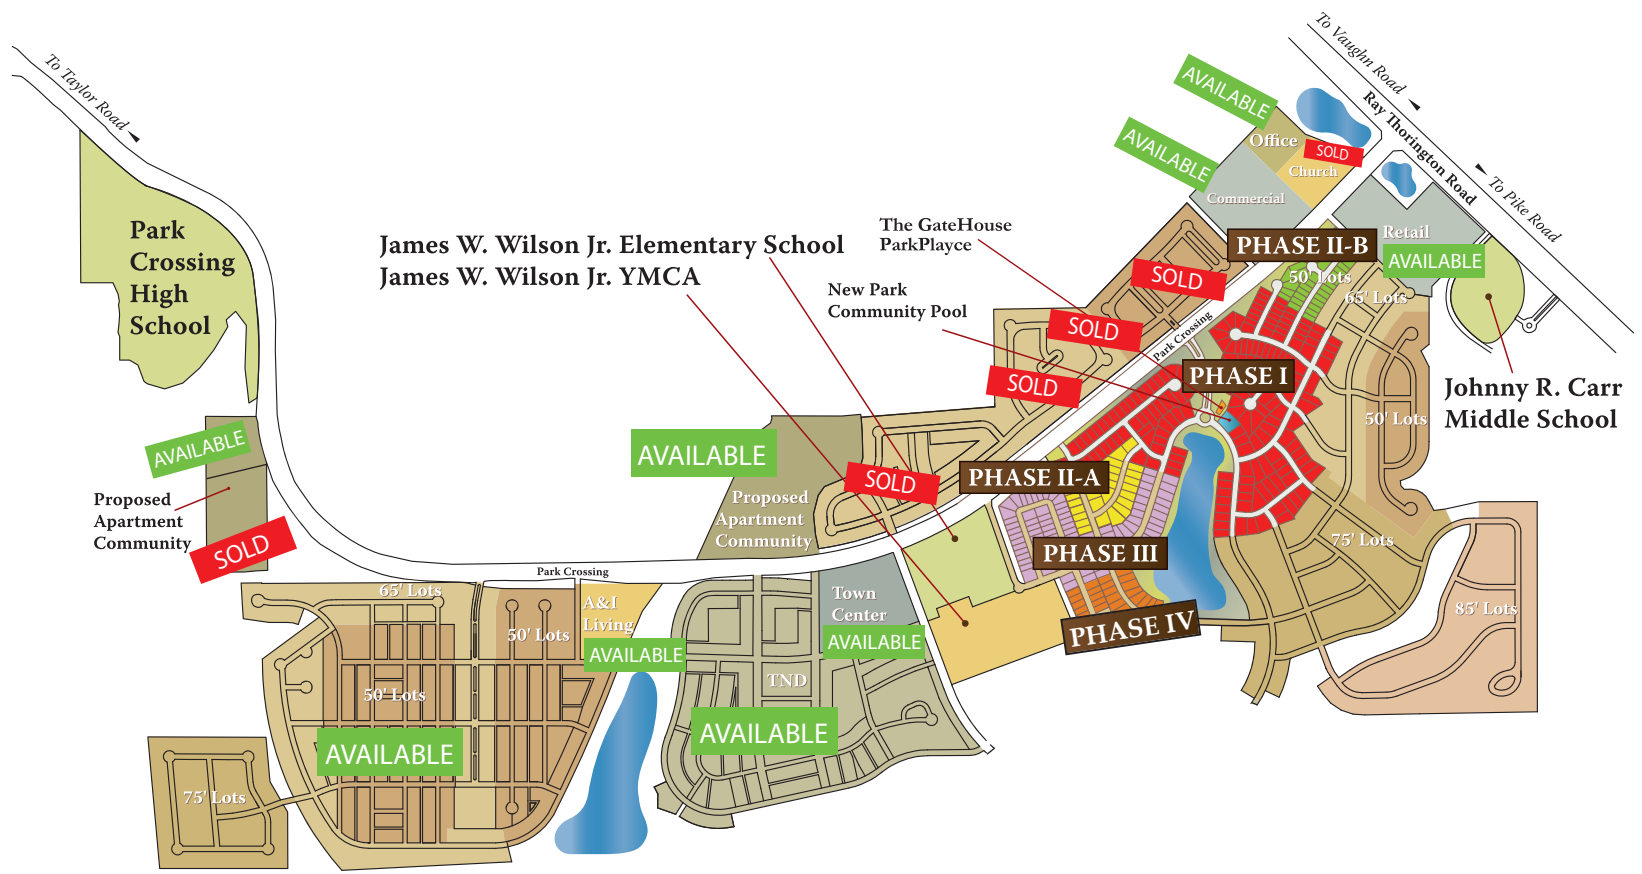 To Vaughn Road
To Taylor Road
AVAILABLE
Ray Thorington Road
Office
SOLD
AVAILABLE
Church
To Pike Road
Commercial
Park
Crossing
High
School
The GateHouse
ParkPlayce
James W. Wilson Jr. Elementary School
James W. Wilson Jr. YMCA
PHASE II-B
Retail
AVAILABLE
SOLD
50' Lots
65' Lots
New Park
Community Pool
SOLD
Park Crossing
SOLD
PHASE I
Johnny R. Carr
Middle School
50' Lots
AVAILABLE
AVAILABLE
SOLD
PHASE II-A
Proposed
Apartment
Community
Proposed
Apartment
Community
SOLD
75' Lots
PHASE III
Park Crossing
65' Lots
A&I
Living
Town
Center
85' Lots
50' Lots
AVAILABLE
AVAILABLE
PHASE IV
50' Lots
TND
AVAILABLE
AVAILABLE
75' Lots